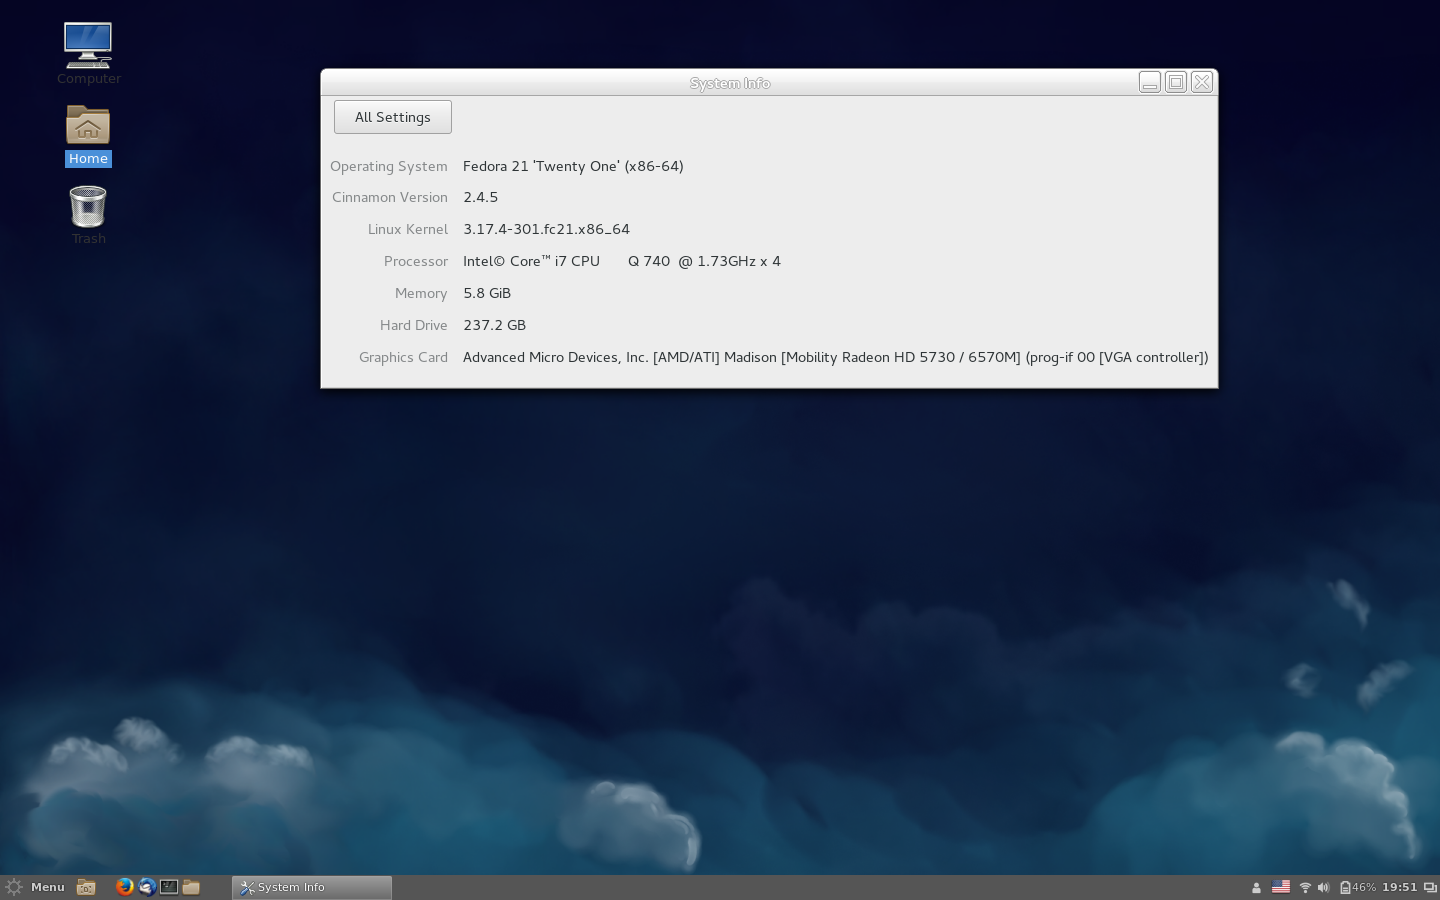 Computer
Home
Trash
System Info
All Settings
Operating System Fedora 21 'Twenty One' (x86-64)
Cinnamon Version 2.4.5
Linux Kernel 3.17.4-301.fc21.x86_64
Processor Intel© Core™ i7 CPU       Q 740  @ 1.73GHz x 4
Memory 5.8 GiB
Hard Drive 237.2 GB
Graphics Card Advanced Micro Devices, Inc. [AMD/ATI] Madison [Mobility Radeon HD 5730 / 6570M] (prog-if 00 [VGA controller])
Menu System Info 46% 19:51